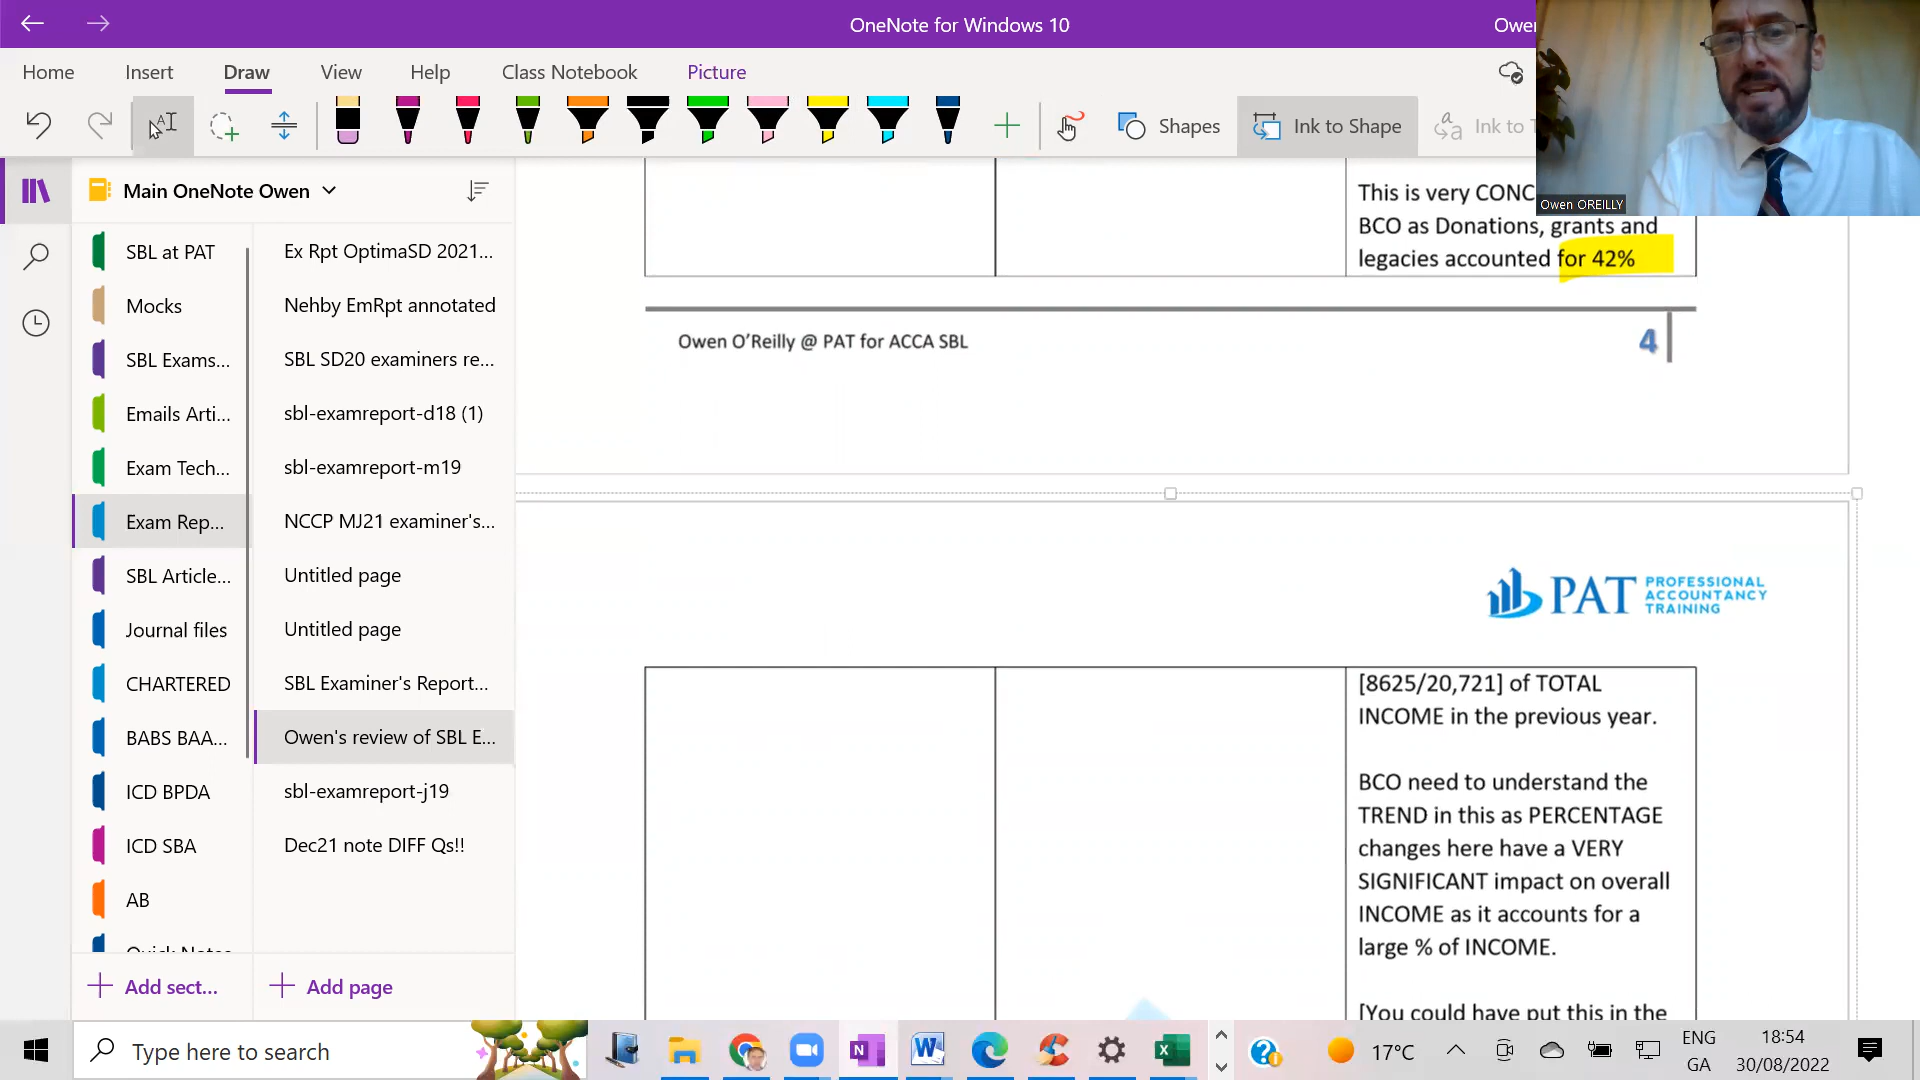 OneNote for Windows 10
Owen
Home Insert Draw View Help Class Notebook Picture
Shapes Ink to Shape Ink to
Owen OREILLY
Main OneNote Owen
SBL at PAT
Mocks
SBL Exams...
Emails Arti...
Exam Tech...
Exam Rep...
SBL Article...
Journal files
CHARTERED
BABS BAA...
ICD BPDA
ICD SBA
AB
Quick Notes
Add sect...
Ex Rpt OptimaSD 2021...
Nehby EmRpt annotated
SBL SD20 examiners re...
sbl-examreport-d18 (1)
sbl-examreport-m19
NCCP MJ21 examiner's...
Untitled page
Untitled page
SBL Examiner's Report...
Owen's review of SBL E...
sbl-examreport-j19
Dec21 note DIFF Qs!!
Add page
This is very CONC
BCO as Donations, grants and
legacies accounted for 42%
Owen O'Reilly @ PAT for ACCA SBL
4
PAT PROFESSIONAL
ACCOUNTANCY
TRAINING
[8625/20,721] of TOTAL
INCOME in the previous year.
BCO need to understand the
TREND in this as PERCENTAGE
changes here have a VERY
SIGNIFICANT impact on overall
INCOME as it accounts for a
large % of INCOME.
[You could have put this in the
Type here to search
17°C
ENG
GA
18:54
30/08/2022